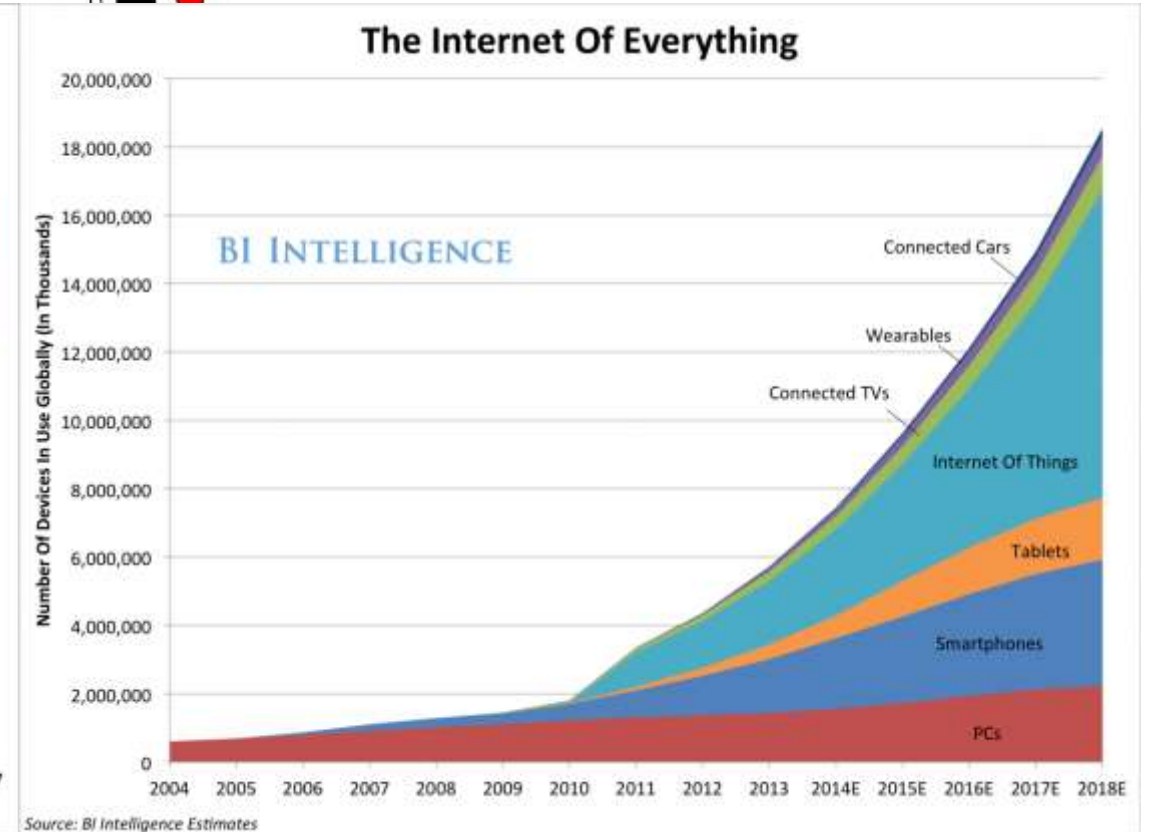 The Internet Of Everything
20,000,000
18,000,000
16,000,000
14,000,000
12,000,000
10,000,000
8,000,000
6,000,000
4,000,000
2,000,000
0
Number Of Devices In Use Globally (In Thousands)
BI INTELLIGENCE
Connected Cars
Wearables
Connected TVs
Internet Of Things
Tablets
Smartphones
PCs
2004 2005 2006 2007 2008 2009 2010 2011 2012 2013 2014E 2015E 2016E 2017E 2018E
Source: BI Intelligence Estimates